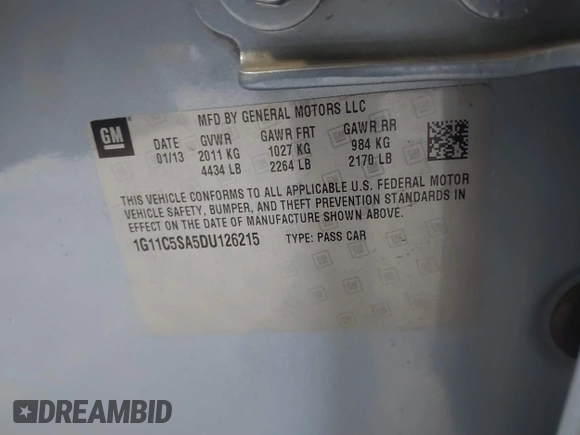 MFD BY GENERAL MOTORS LLC
GM
DATE GVWR GAWR FRT GAWR RR
01/13 2011 KG 1027 KG 984 KG
4434 LB 2264 LB 2170 LB
THIS VEHICLE CONFORMS TO ALL APPLICABLE U.S. FEDERAL MOTOR
VEHICLE SAFETY, BUMPER, AND THEFT PREVENTION STANDARDS IN
EFFECT ON THE DATE OF MANUFACTURE SHOWN ABOVE.
1G11C5SA5DU126215 TYPE: PASS CAR
DREAMBID